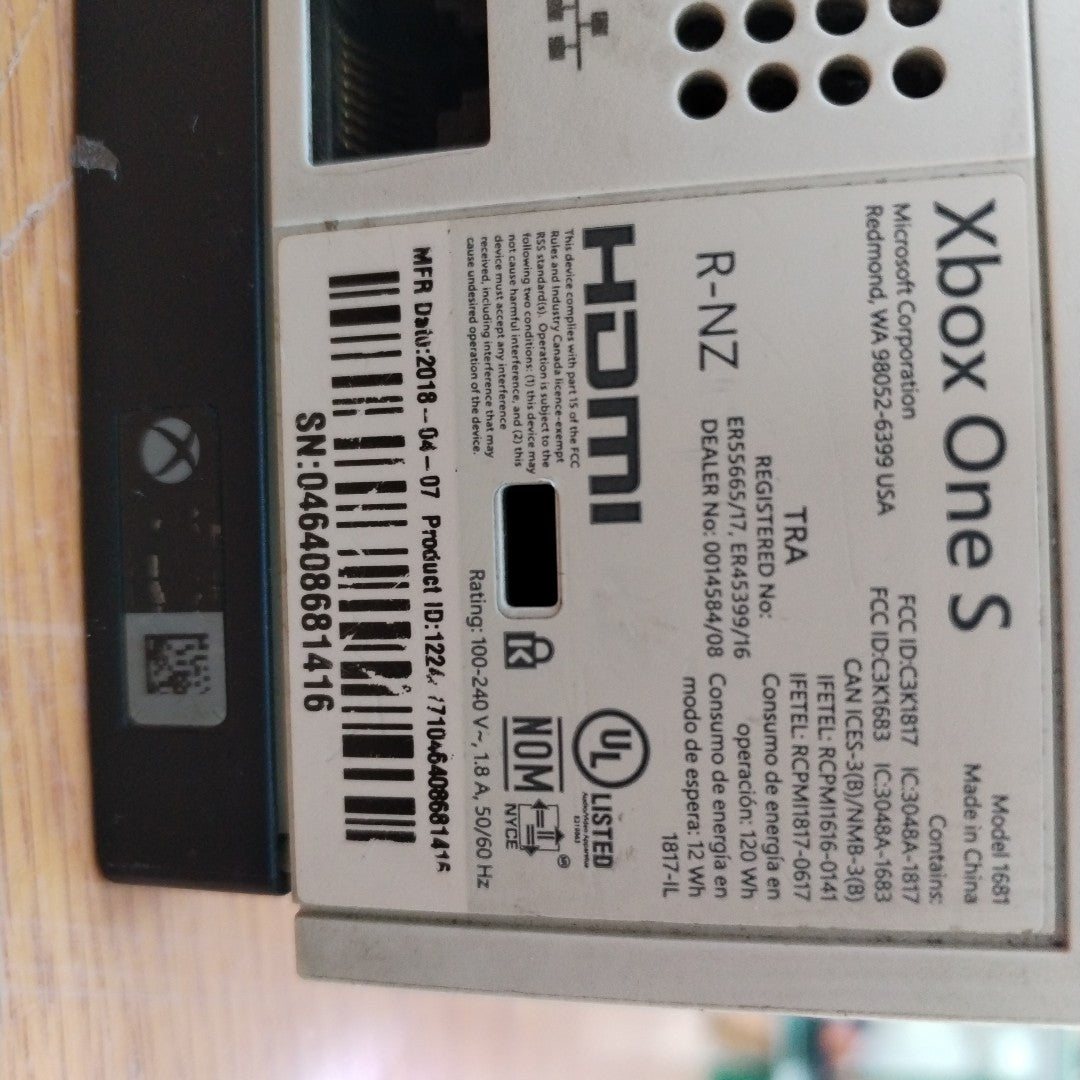 Xbox One S
Microsoft Corporation
Redmond, WA 98052-6399 USA
Model 1681
Made in China
Contains:
FCC ID:C3K1817 IC:3048A-1817
FCC ID:C3K1683 IC:3048A-1683
CAN ICES-3(B)/NMB-3(B)
IFETEL: RCPMI1616-0141
IFETEL: RCPMI1817-0617
Consumo de energía en
operación: 120 Wh
Consumo de energía en
modo de espera: 12 Wh
1817-IL
TRA
REGISTERED No:
ER55665/17, ER45399/16
DEALER No: 0014584/08
R-NZ
HDMI
UL LISTED
This device complies with part 15 of the FCC
Rules and Industry Canada licence-exempt
RSS standard(s). Operation is subject to the
following two conditions: (1) this device may
not cause harmful interference, and (2) this
device must accept any interference
received, including interference that may
cause undesired operation of the device.
K
NOM
NYCE
Rating: 100-240 V~, 1.8 A, 50/60 Hz
MFR Date:2018-04-07 Product ID:
SN:046408681416